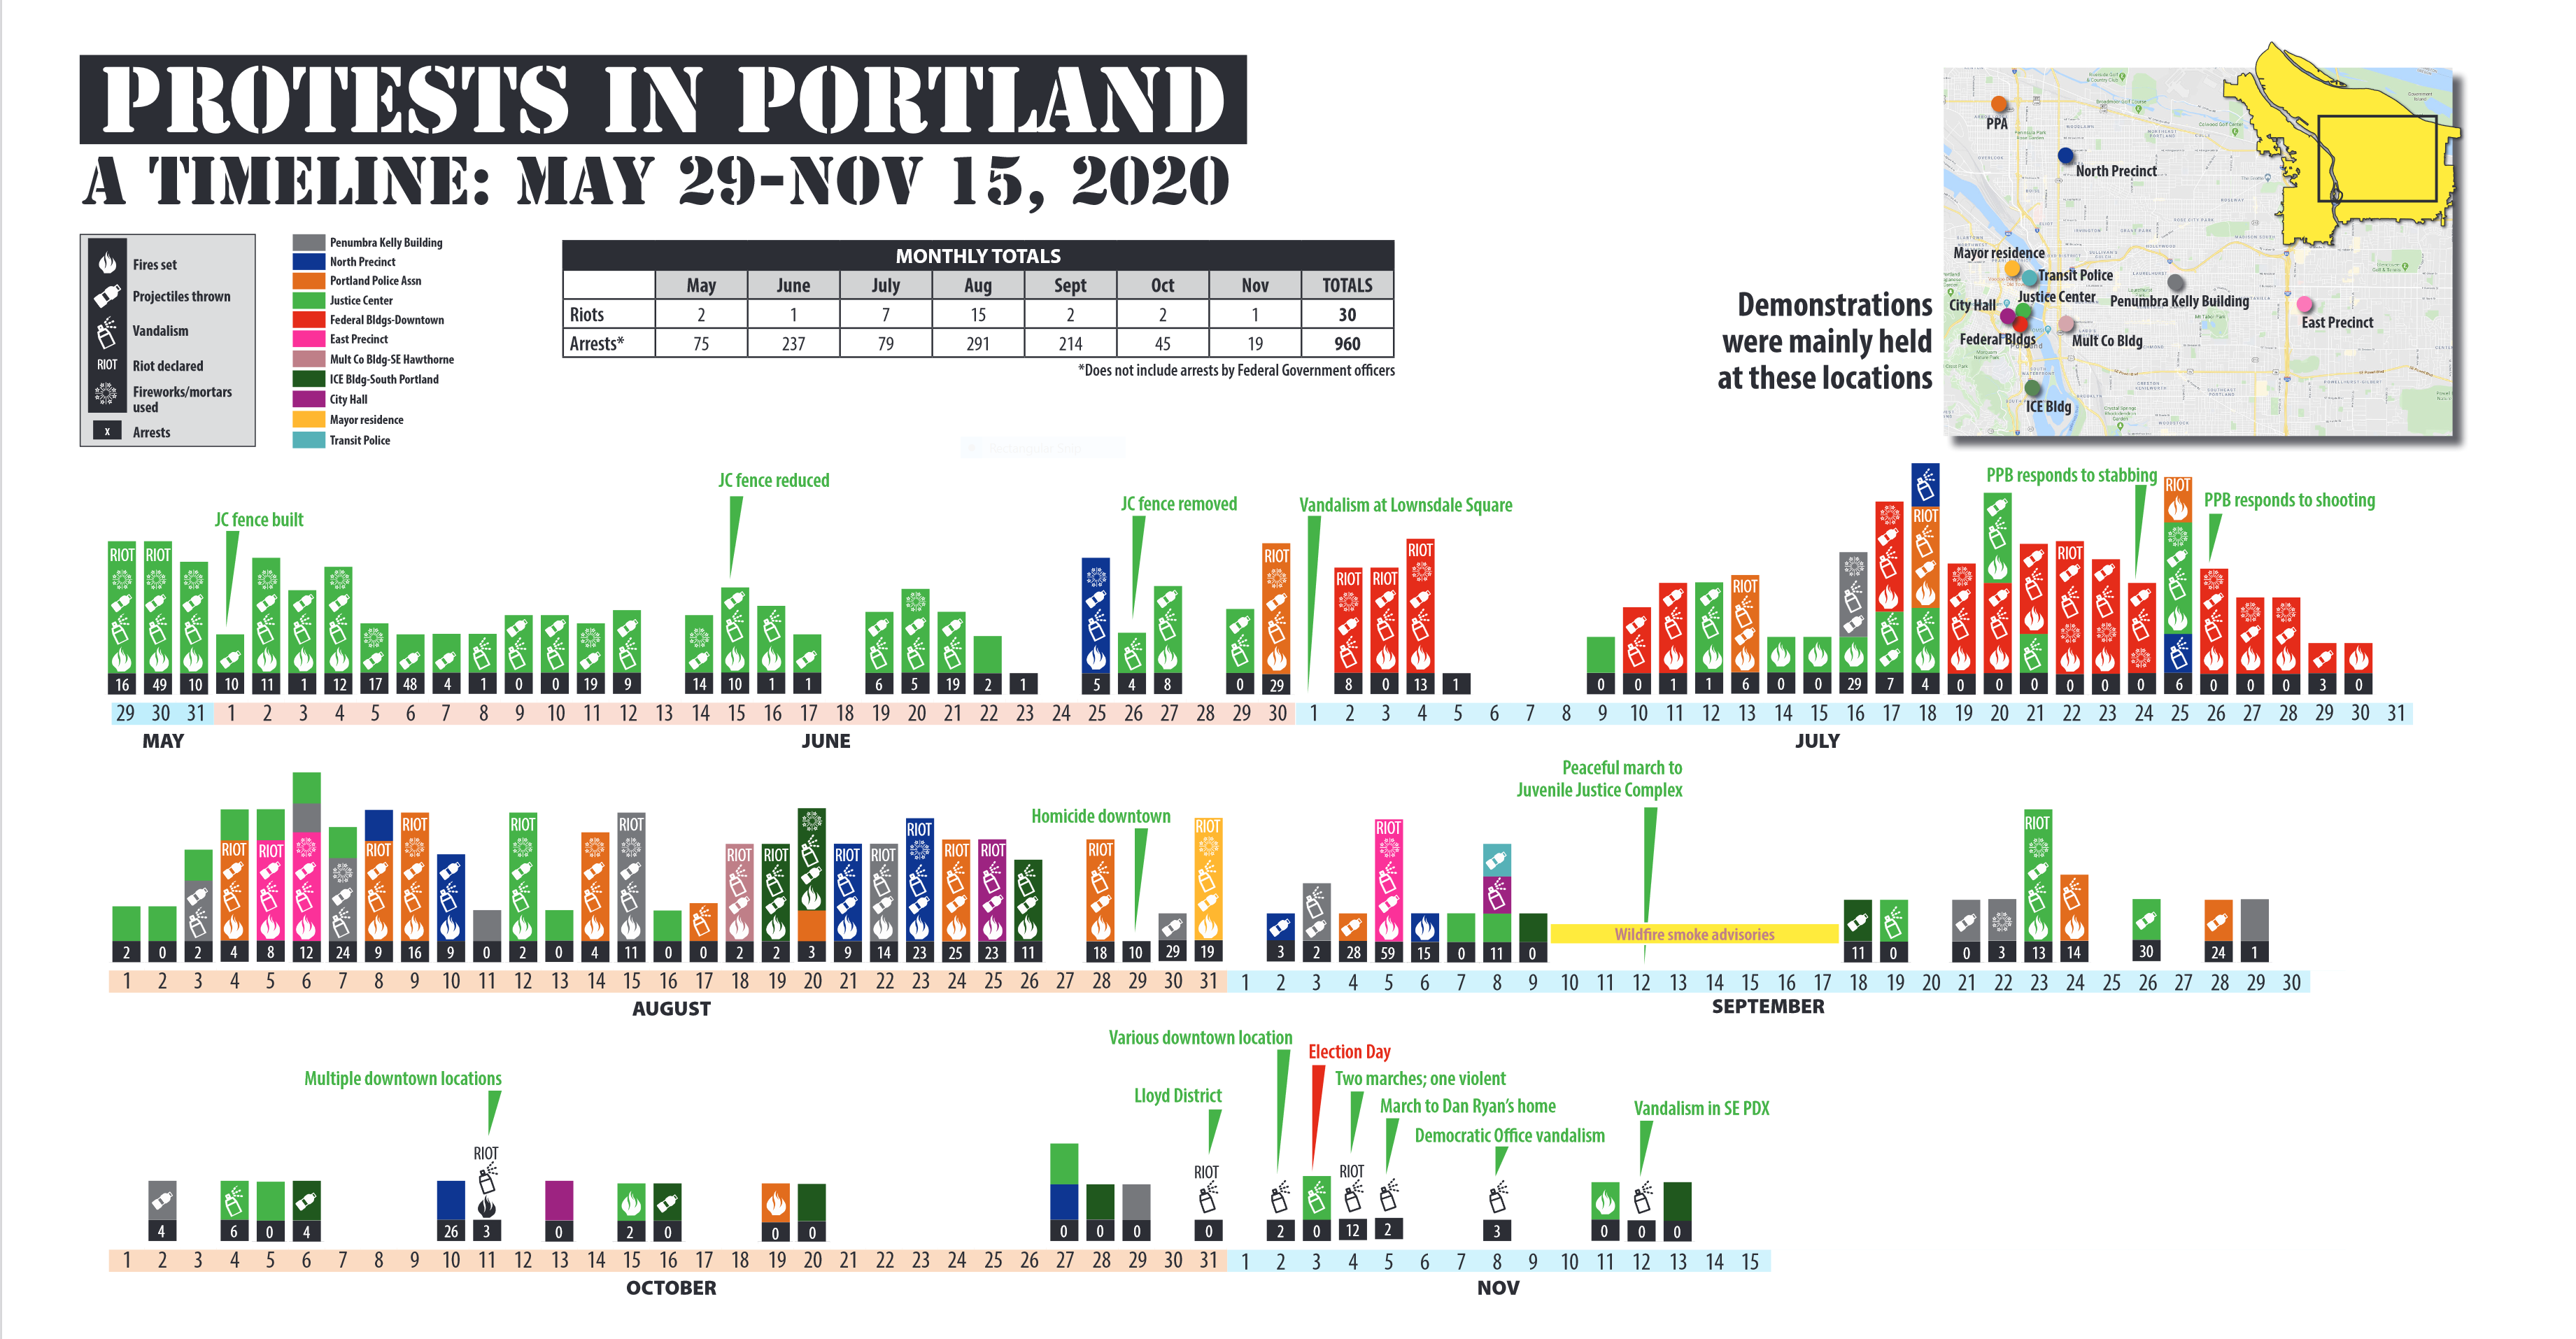 PROTESTS IN PORTLAND
A TIMELINE: MAY 29-NOV 15, 2020
Fires set
Projectiles thrown
Vandalism
RIOT Riot declared
Fireworks/mortars
used
x Arrests
Penumbra Kelly Building
North Precinct
Portland Police Assn
Justice Center
Federal Bldgs-Downtown
East Precinct
Mult Co Bldg-SE Hawthorne
ICE Bldg-South Portland
City Hall
Mayor residence
Transit Police
MONTHLY TOTALS
May June July Aug Sept Oct Nov TOTALS
Riots 2 1 7 15 2 2 1 30
Arrests* 75 237 79 291 214 45 19 960
*Does not include arrests by Federal Government officers
Demonstrations
were mainly held
at these locations
PPA
North Precinct
Mayor residence
Transit Police
City Hall
Justice Center
Penumbra Kelly Building
East Precinct
Federal Bldgs
Mult Co Bldg
ICE Bldg
JC fence built
JC fence reduced
JC fence removed
Vandalism at Lownsdale Square
PPB responds to stabbing
PPB responds to shooting
RIOT RIOT RIOT RIOT RIOT RIOT RIOT RIOT RIOT RIOT
16 49 10 10 11 1 12 17 48 4 1 0 0 19 9 14 10 1 1 6 5 19 2 1 5 4 8 0 29 8 0 13 1 0 0 1 1 6 0 0 29 7 4 0 0 0 0 0 0 6 0 0 0 3 0
29 30 31 1 2 3 4 5 6 7 8 9 10 11 12 13 14 15 16 17 18 19 20 21 22 23 24 25 26 27 28 29 30 1 2 3 4 5 6 7 8 9 10 11 12 13 14 15 16 17 18 19 20 21 22 23 24 25 26 27 28 29 30 31
MAY JUNE JULY
Homicide downtown
Peaceful march to
Juvenile Justice Complex
Wildfire smoke advisories
RIOT RIOT RIOT RIOT RIOT RIOT RIOT RIOT RIOT RIOT RIOT RIOT RIOT RIOT RIOT RIOT RIOT
2 0 2 4 8 12 24 9 16 9 0 2 0 4 11 0 0 2 2 3 9 14 23 25 23 11 18 10 29 19 3 2 28 59 15 0 11 0 11 0 0 3 13 14 30 24 1
1 2 3 4 5 6 7 8 9 10 11 12 13 14 15 16 17 18 19 20 21 22 23 24 25 26 27 28 29 30 31 1 2 3 4 5 6 7 8 9 10 11 12 13 14 15 16 17 18 19 20 21 22 23 24 25 26 27 28 29 30
AUGUST SEPTEMBER
Multiple downtown locations
Lloyd District
Various downtown location
Election Day
Two marches; one violent
March to Dan Ryan's home
Democratic Office vandalism
Vandalism in SE PDX
RIOT RIOT RIOT
4 6 0 4 26 3 0 2 0 0 0 0 0 0 0 2 0 12 2 3 0 0 0
1 2 3 4 5 6 7 8 9 10 11 12 13 14 15 16 17 18 19 20 21 22 23 24 25 26 27 28 29 30 31 1 2 3 4 5 6 7 8 9 10 11 12 13 14 15
OCTOBER NOV